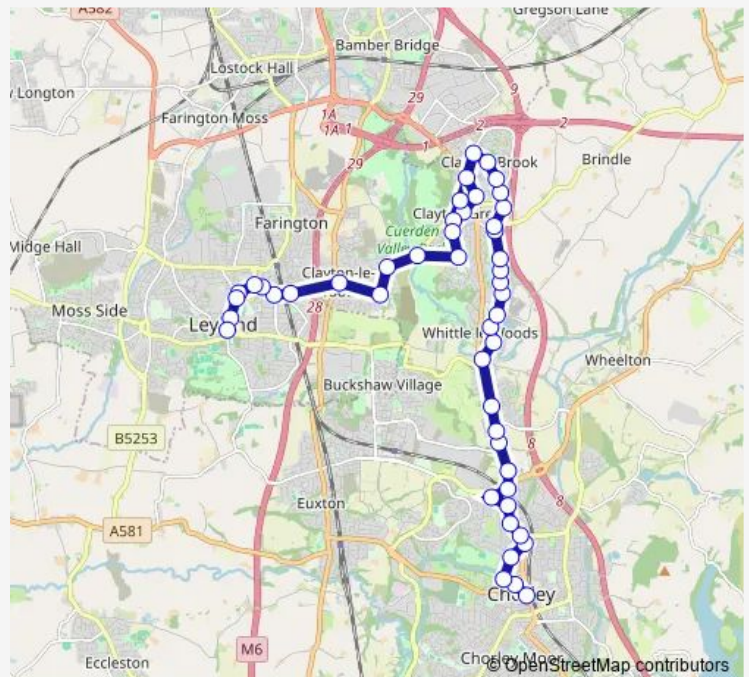 A582
Gregson Lane
Bamber Bridge
Lostock Hall
Longton
9
29
Farington Moss
1A
1A 1
2
2
1
29
Brook
Brindle
Farington
Cuerden
Midge Hall
Clayton-le-
28
Moss Side
Whittle
Wheelton
Buckshaw Village
B5253
8
8
Euxton
A581
M6
Eccleston
Chorley Moor
© OpenStreetMap contributors